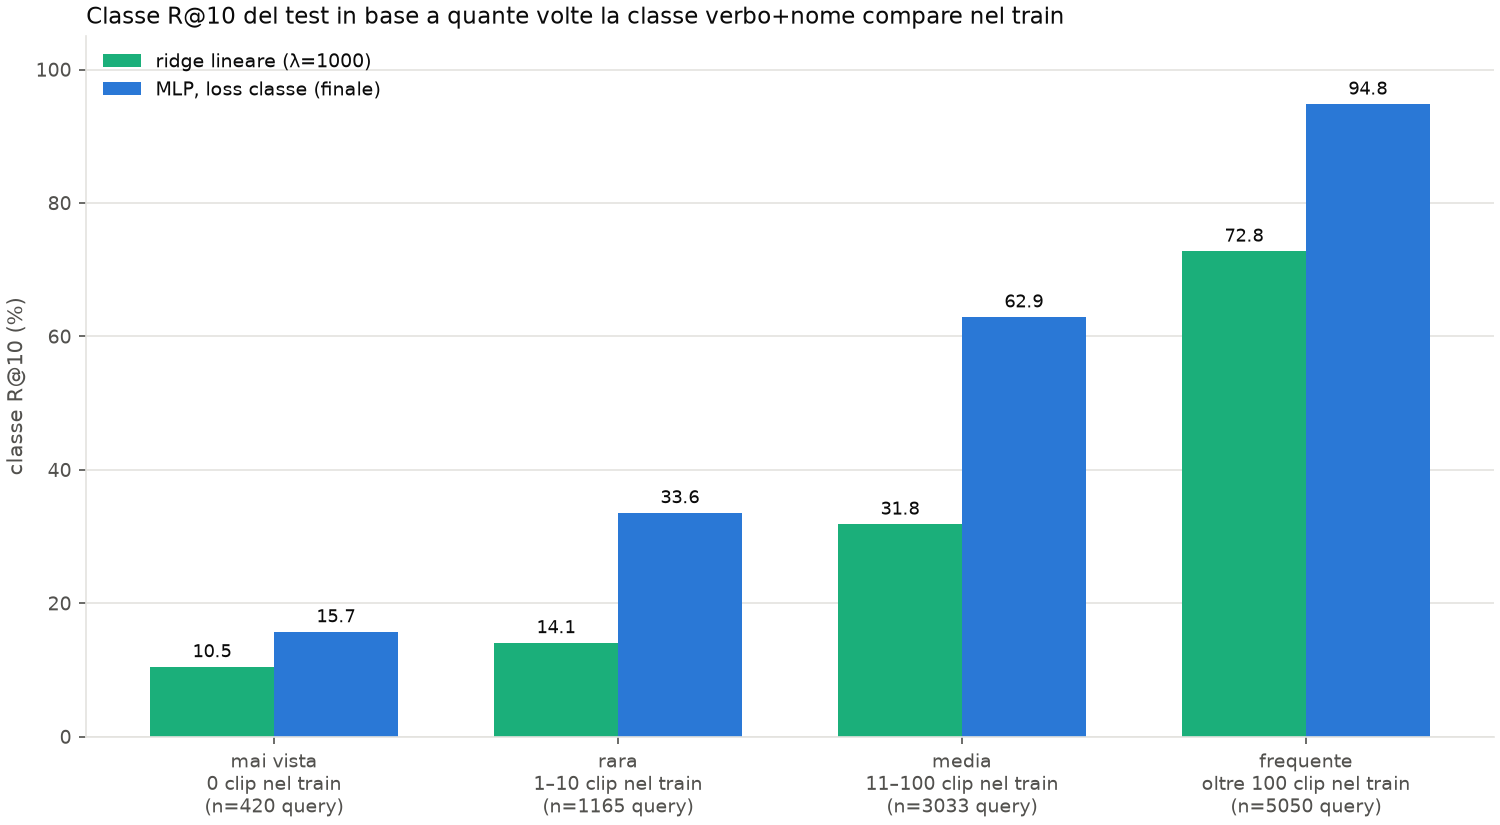 Classe R@10 del test in base a quante volte la classe verbo+nome compare nel train
ridge lineare (λ=1000)
MLP, loss classe (finale)
classe R@10 (%)
100
80
60
40
20
0
10.5
15.7
14.1
33.6
31.8
62.9
72.8
94.8
mai vista
0 clip nel train
(n=420 query)
rara
1–10 clip nel train
(n=1165 query)
media
11–100 clip nel train
(n=3033 query)
frequente
oltre 100 clip nel train
(n=5050 query)